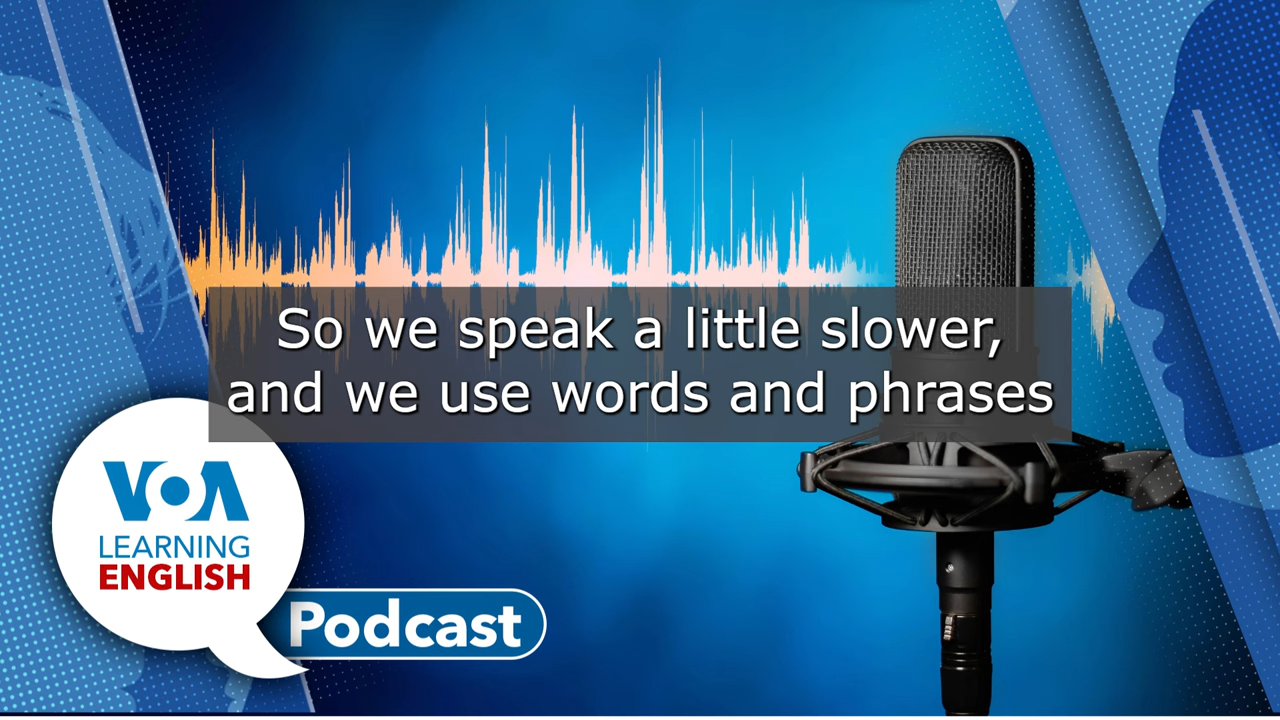 So we speak a little slower,
and we use words and phrases
VOA
LEARNING
ENGLISH
Podcast